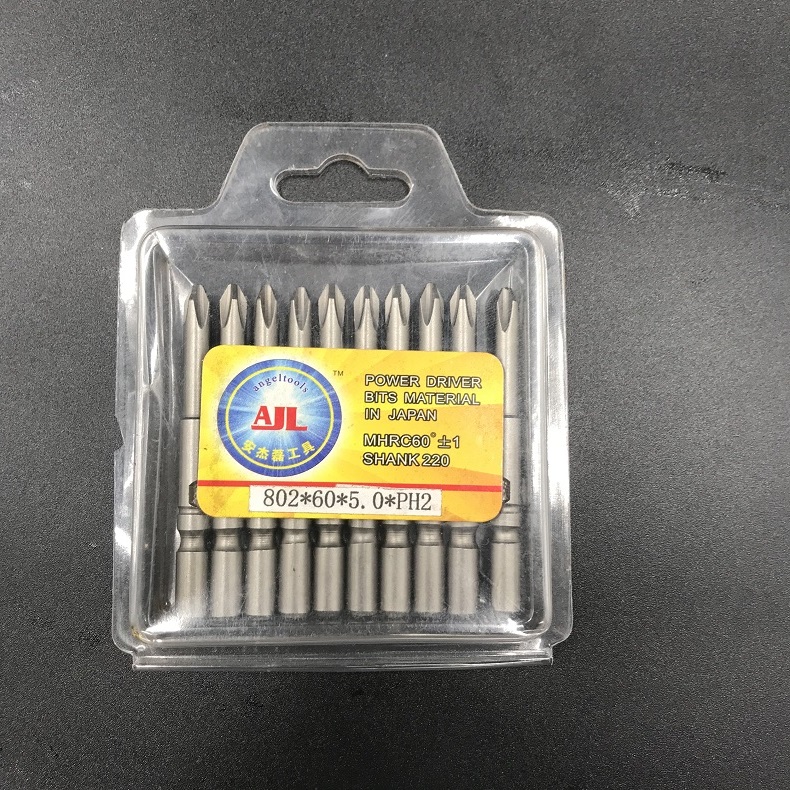 angeltools
AJL
安杰磊工具
TM
POWER DRIVER
BITS MATERIAL
IN JAPAN
MHRC60°±1
SHANK 220
802*60*5.0*PH2